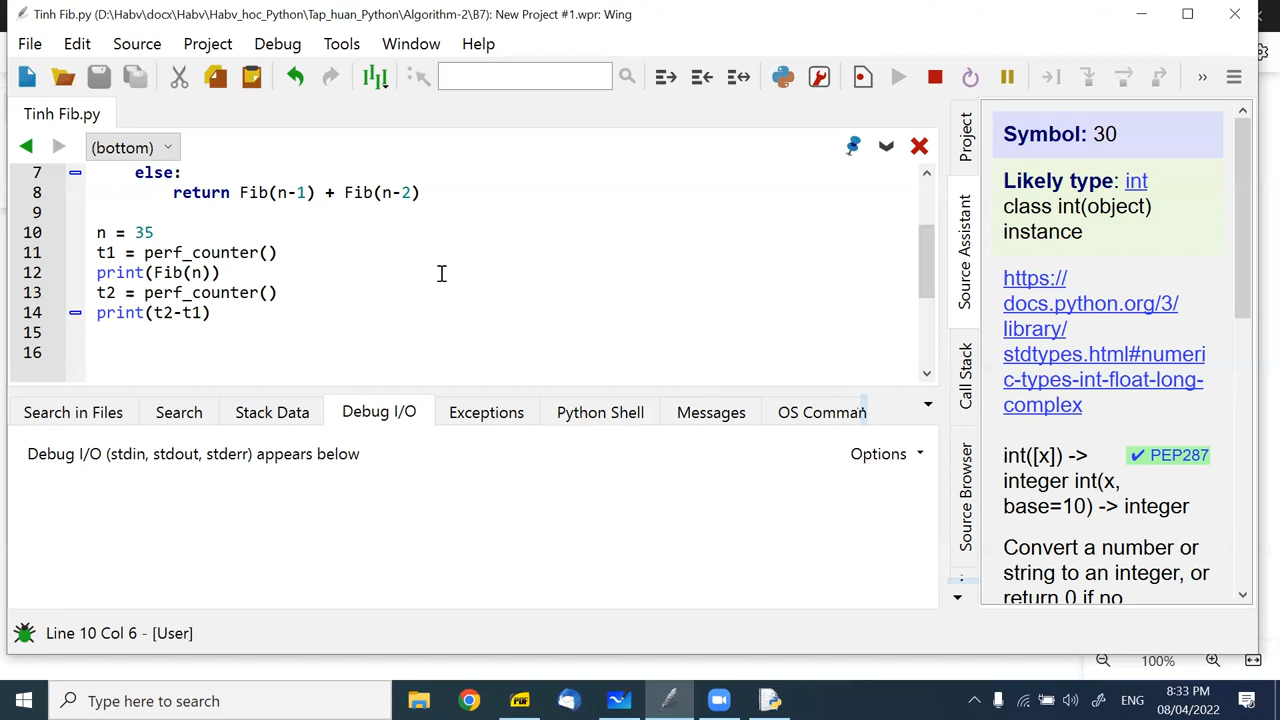 Tinh Fib.py (D:\Habv\docx\Habv\Habv_hoc_Python\Tap_huan_Python\Algorithm-2\B7): New Project #1.wpr: Wing
File Edit Source Project Debug Tools Window Help
Tinh Fib.py
(bottom)
7 else:
8 return Fib(n-1) + Fib(n-2)
9
10 n = 35
11 t1 = perf_counter()
12 print(Fib(n))
13 t2 = perf_counter()
14 print(t2-t1)
15
16
Search in Files Search Stack Data Debug I/O Exceptions Python Shell Messages OS Comman
Debug I/O (stdin, stdout, stderr) appears below
Options
Project
Source Assistant
Call Stack
Source Browser
Symbol: 30
Likely type: int
class int(object)
instance
https://
docs.python.org/3/
library/
stdtypes.html#numeri
c-types-int-float-long-
complex
int([x]) ->
✔ PEP287
integer int(x,
base=10) -> integer
Convert a number or
string to an integer, or
return 0 if no
Line 10 Col 6 - [User]
100%
Type here to search
ENG
8:33 PM
08/04/2022